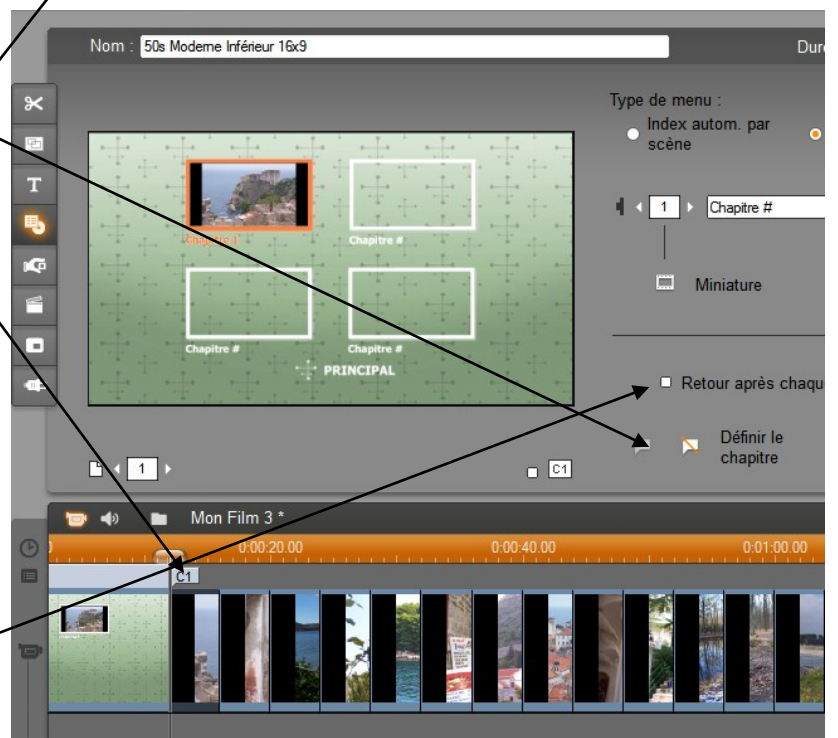 Nom : 50s Moderne Inférieur 16x9
Duré
Type de menu :
Index autom. par
scène
1
Chapitre #
Miniature
Chapitre 1
Chapitre #
Chapitre #
Chapitre #
PRINCIPAL
Retour après chaqu
Définir le
chapitre
1
C1
Mon Film 3 *
0:00:20.00
0:00:40.00
0:01:00.00
C1